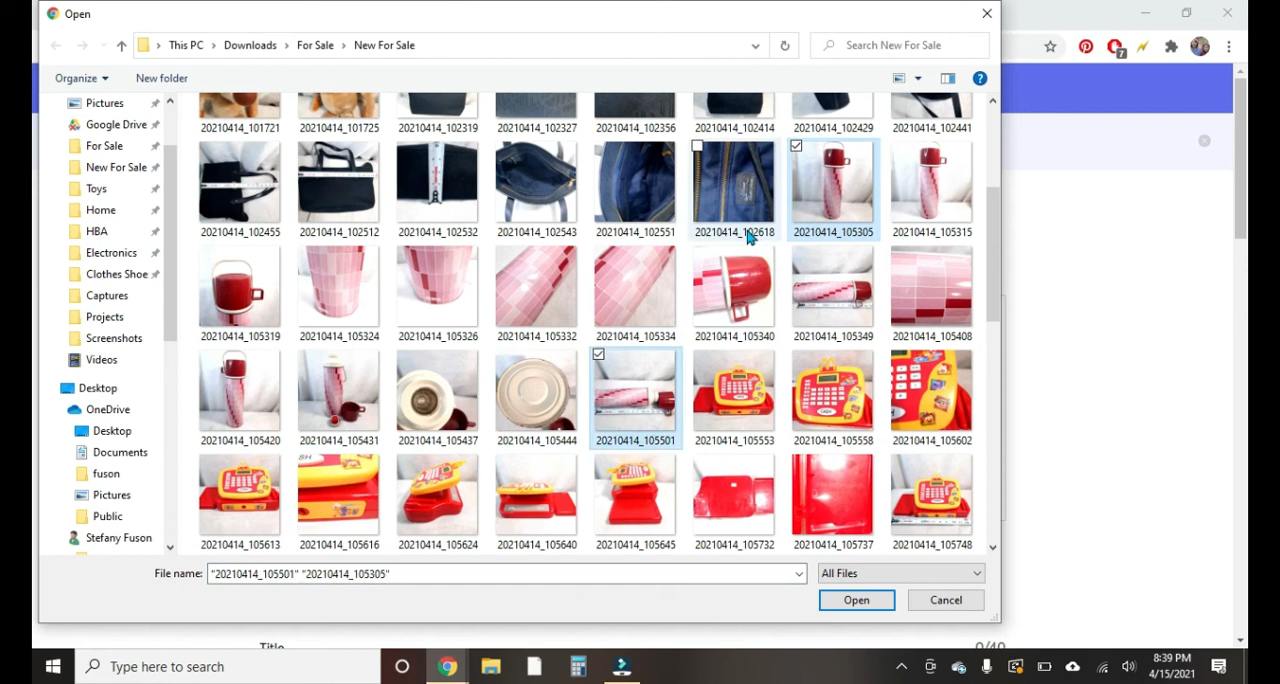 Open
This PC > Downloads > For Sale > New For Sale
Search New For Sale
7
Organize
New folder
?
Pictures
Google Drive
For Sale
New For Sale
Toys
Home
HBA
Electronics
Clothes Shoe
Captures
Projects
Screenshots
Videos
Desktop
OneDrive
Desktop
Documents
fuson
Pictures
Public
Stefany Fuson
20210414_101721 20210414_101725 20210414_102319 20210414_102327 20210414_102356 20210414_102414 20210414_102429 20210414_102441
20210414_102455 20210414_102512 20210414_102532 20210414_102543 20210414_102551 20210414_102618 20210414_105305 20210414_105315
20210414_105319 20210414_105324 20210414_105326 20210414_105332 20210414_105334 20210414_105340 20210414_105349 20210414_105408
20210414_105420 20210414_105431 20210414_105437 20210414_105444 20210414_105501 20210414_105553 20210414_105558 20210414_105602
20210414_105613 20210414_105616 20210414_105624 20210414_105640 20210414_105645 20210414_105732 20210414_105737 20210414_105748
File name: "20210414_105501" "20210414_105305"
All Files
Open
Cancel
Title
0/40
Type here to search
8:39 PM
4/15/2021